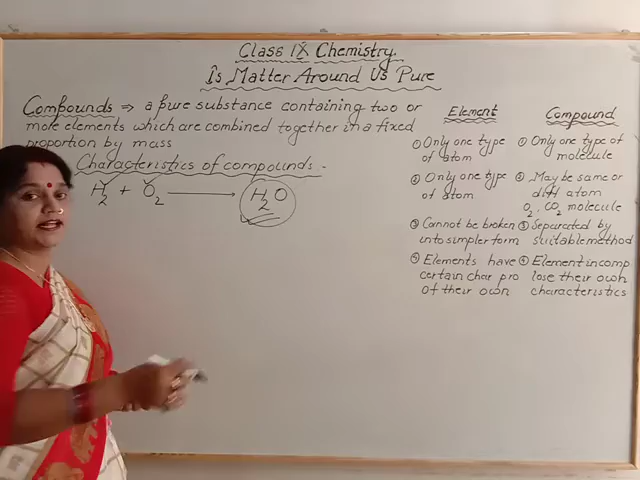 Class IX Chemistry.
Is Matter Around Us Pure
Compounds ⇒ a pure substance containing two or
more elements which are combined together in a fixed
proportion by mass
Characteristics of compounds.-
H2 + O2 → H2O
Element
① Only one type
of atom
② Only one type
of atom
③ Cannot be broken
into simpler form
④ Elements have
certain char pro
of their own
Compound
① Only one type of
molecule
② May be same or
diff atom
O2, CO2 molecule
③ Separated by
suitable method
④ Element in comp
lose their own
characteristics